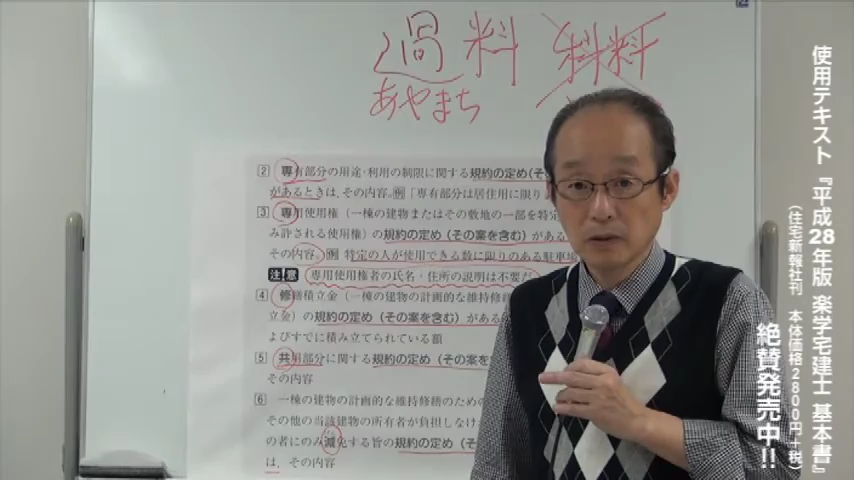 過料 科料
あやまち
2 専有部分の用途・利用の制限に関する規約の定め(そ
があるときは、その内容。例「専有部分は居住用に限り
3 専用使用権(一棟の建物またはその敷地の一部を特定
み許される使用権)の規約の定め(その案を含む)がある
その内容。例 特定の人が使用できる数に限りのある駐車場
注!意 専用使用権者の氏名・住所の説明は不要だ
4 修繕積立金(一棟の建物の計画的な維持修繕
立金)の規約の定め(その案を含む)がある
よびすでに積み立てられている額
5 共用部分に関する規約の定め(その案を
その内容
6 一棟の建物の計画的な維持修繕のための
その他の当該建物の所有者が負担しなけ
の者にのみ減免する旨の規約の定め(そ
は、その内容
使用テキスト『平成28年版 楽学宅建士 基本書』
(住宅新報社刊 本体価格2800円+税)
絶賛発売中!!